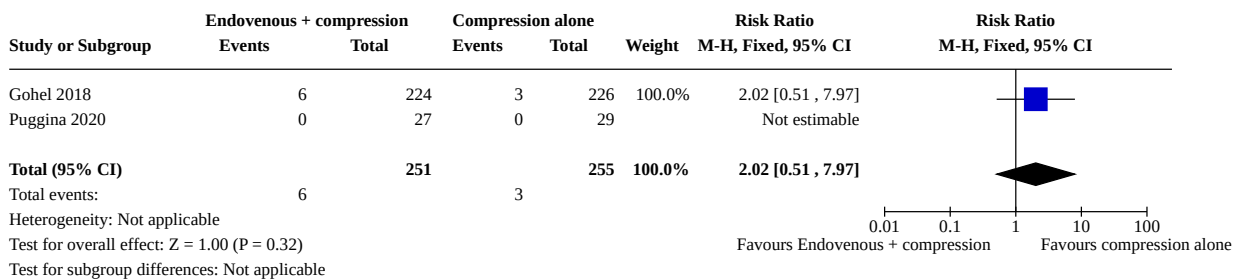 Endovenous + compression Compression alone Risk Ratio Risk Ratio
Study or Subgroup Events Total Events Total Weight M-H, Fixed, 95% CI M-H, Fixed, 95% CI
Gohel 2018 6 224 3 226 100.0% 2.02 [0.51 , 7.97]
Puggina 2020 0 27 0 29 Not estimable
Total (95% CI) 251 255 100.0% 2.02 [0.51 , 7.97]
Total events: 6 3
Heterogeneity: Not applicable
0.01 0.1 1 10 100
Test for overall effect: Z = 1.00 (P = 0.32) Favours Endovenous + compression Favours compression alone
Test for subgroup differences: Not applicable